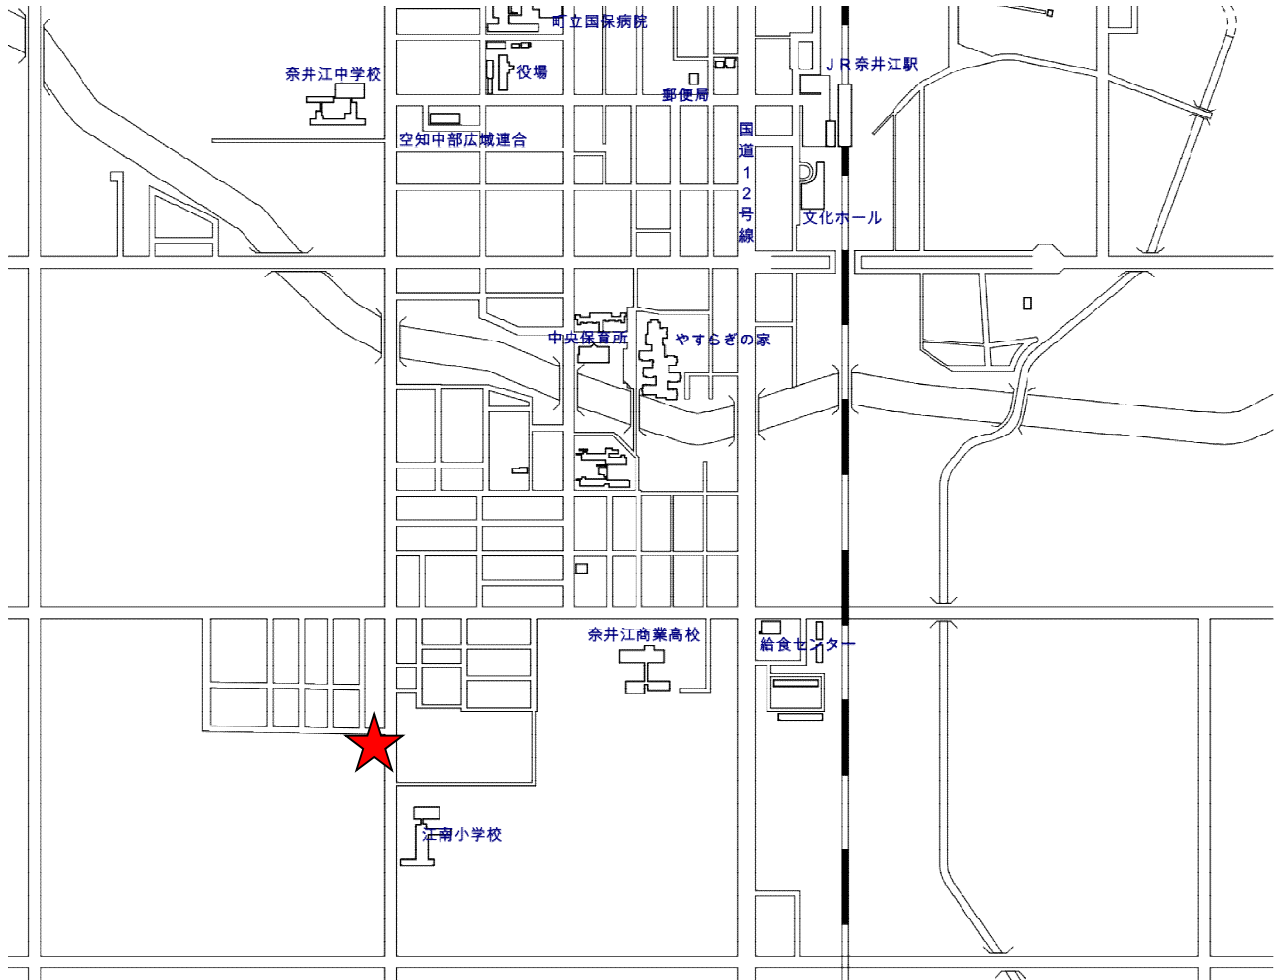 町立国保病院
奈井江中学校
役場
JR奈井江駅
郵便局
空知中部広域連合
国道12号線
文化ホール
中央保育所
やすらぎの家
奈井江商業高校
給食センター
江南小学校